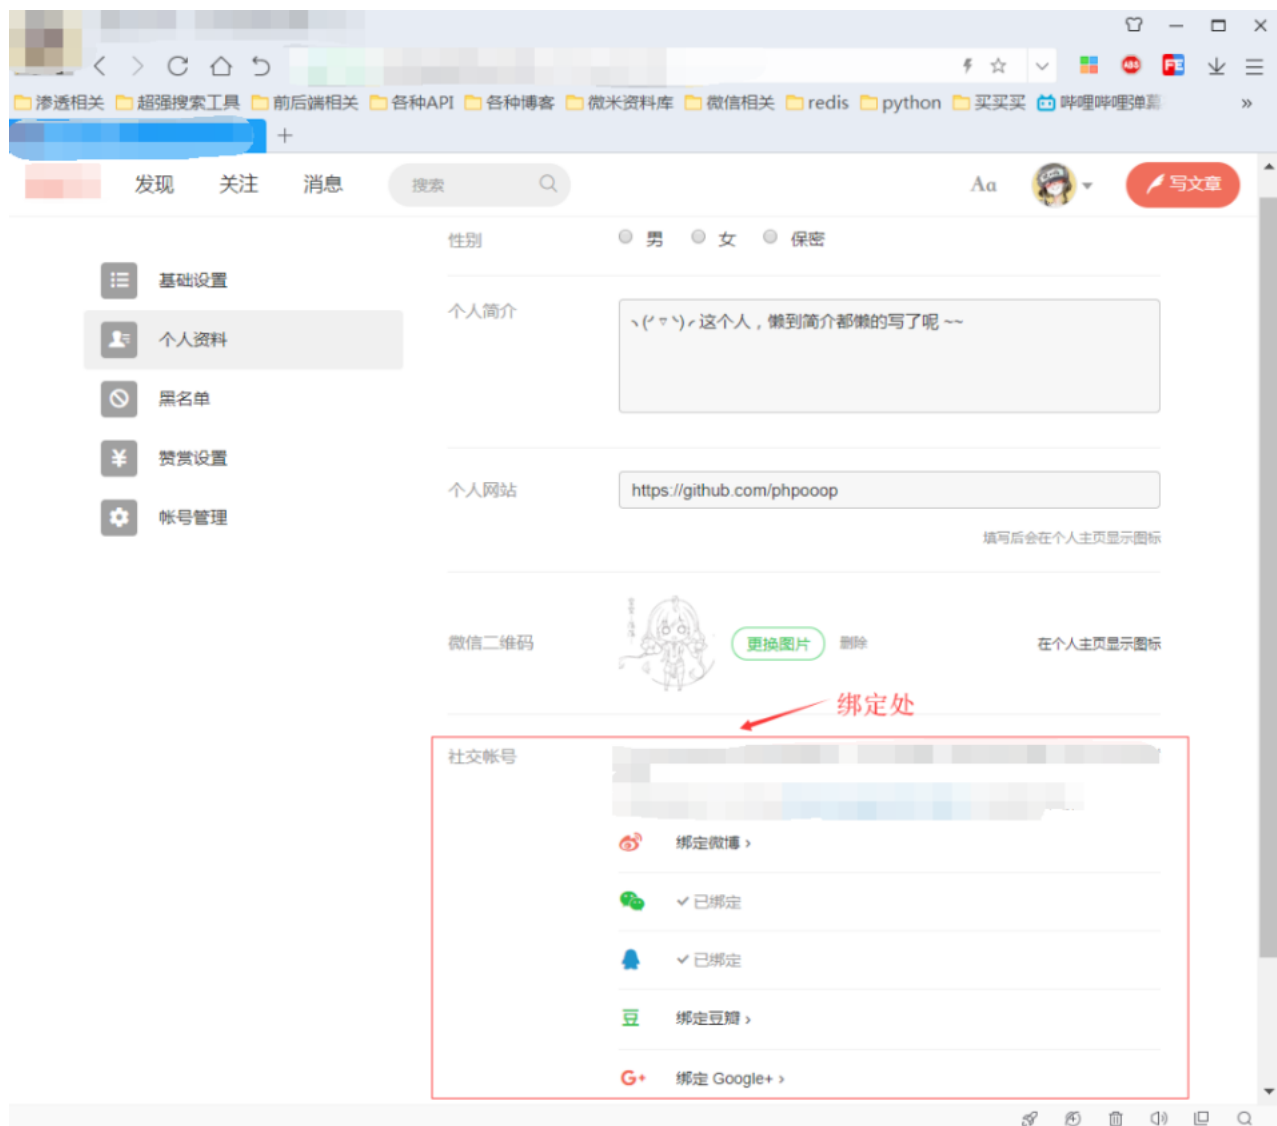 渗透相关 超强搜索工具 前后端相关 各种API 各种博客 微米资料库 微信相关 redis python 买买买 哔哩哔哩弹幕 »
发现 关注 消息 搜索 Aa 写文章
性别 男 女 保密
基础设置
个人资料
黑名单
赞赏设置
帐号管理
个人简介
ヽ(✓▽ヽ)ノ这个人，懒到简介都懒的写了呢 ~~
个人网站 https://github.com/phpooop
填写后会在个人主页显示图标
微信二维码 更换图片 删除 在个人主页显示图标
绑定处
社交帐号
绑定微博 ›
已绑定
已绑定
豆 绑定豆瓣 ›
G+ 绑定 Google+ ›